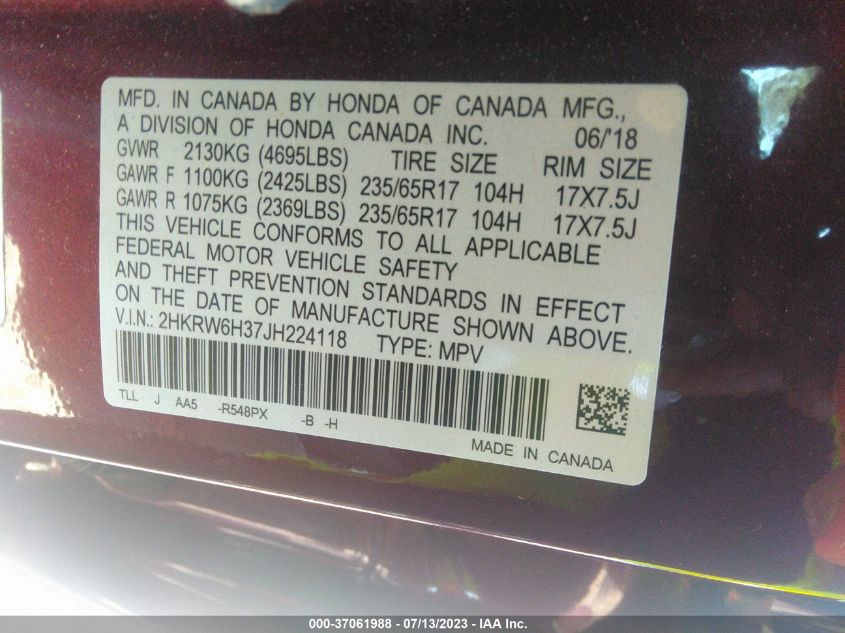 MFD. IN CANADA BY HONDA OF CANADA MFG.,
A DIVISION OF HONDA CANADA INC. 06/'18
GVWR 2130KG (4695LBS) TIRE SIZE RIM SIZE
GAWR F 1100KG (2425LBS) 235/65R17 104H 17X7.5J
GAWR R 1075KG (2369LBS) 235/65R17 104H 17X7.5J
THIS VEHICLE CONFORMS TO ALL APPLICABLE
FEDERAL MOTOR VEHICLE SAFETY
AND THEFT PREVENTION STANDARDS IN EFFECT
ON THE DATE OF MANUFACTURE SHOWN ABOVE.
V.I.N.: 2HKRW6H37JH224118 TYPE: MPV
TLL J AA5 -R548PX -B -H
MADE IN CANADA
000-37061988 - 07/13/2023 - IAA Inc.